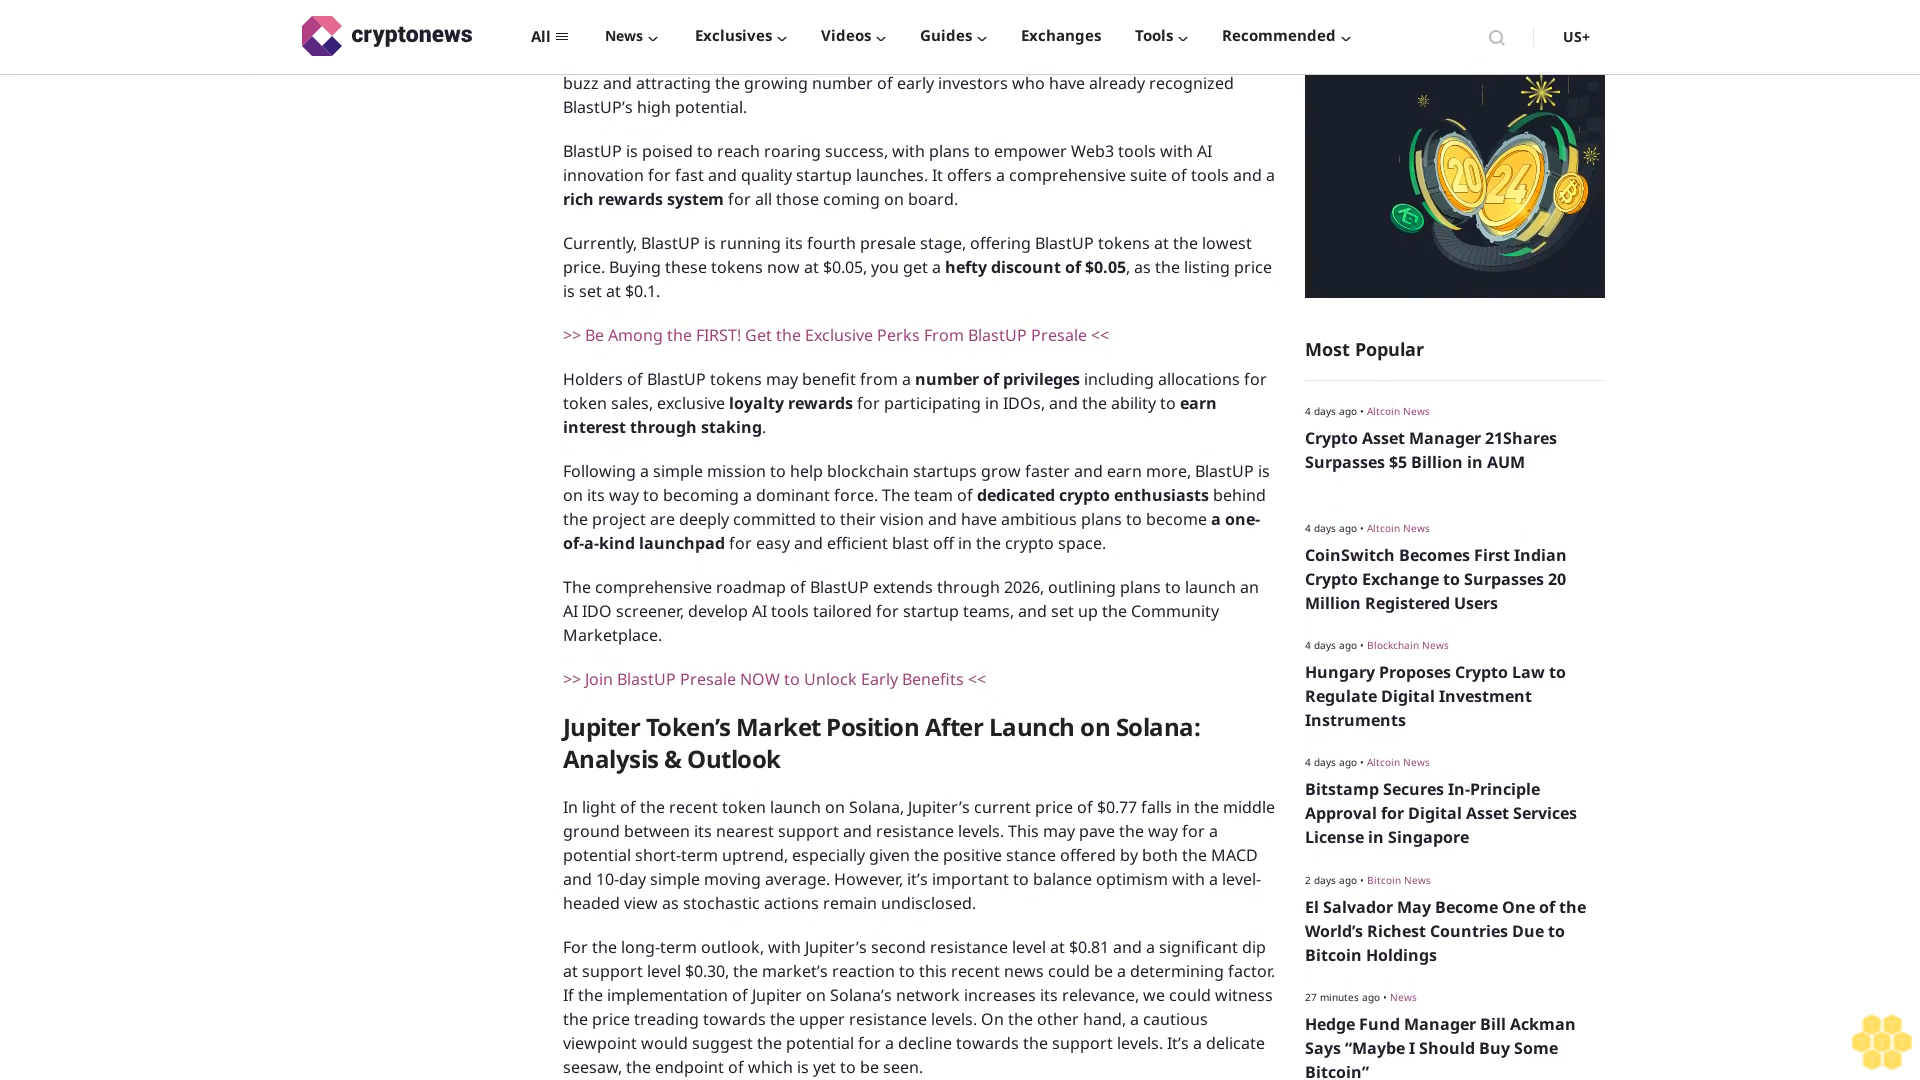 cryptonews
All
News
Exclusives
Videos
Guides
Exchanges
Tools
Recommended
US+
buzz and attracting the growing number of early investors who have already recognized
BlastUP’s high potential.
BlastUP is poised to reach roaring success, with plans to empower Web3 tools with AI
innovation for fast and quality startup launches. It offers a comprehensive suite of tools and a
rich rewards system for all those coming on board.
Currently, BlastUP is running its fourth presale stage, offering BlastUP tokens at the lowest
price. Buying these tokens now at $0.05, you get a hefty discount of $0.05, as the listing price
is set at $0.1.
>> Be Among the FIRST! Get the Exclusive Perks From BlastUP Presale <<
Holders of BlastUP tokens may benefit from a number of privileges including allocations for
token sales, exclusive loyalty rewards for participating in IDOs, and the ability to earn
interest through staking.
Following a simple mission to help blockchain startups grow faster and earn more, BlastUP is
on its way to becoming a dominant force. The team of dedicated crypto enthusiasts behind
the project are deeply committed to their vision and have ambitious plans to become a one-
of-a-kind launchpad for easy and efficient blast off in the crypto space.
The comprehensive roadmap of BlastUP extends through 2026, outlining plans to launch an
AI IDO screener, develop AI tools tailored for startup teams, and set up the Community
Marketplace.
>> Join BlastUP Presale NOW to Unlock Early Benefits <<
Jupiter Token’s Market Position After Launch on Solana:
Analysis & Outlook
In light of the recent token launch on Solana, Jupiter’s current price of $0.77 falls in the middle
ground between its nearest support and resistance levels. This may pave the way for a
potential short-term uptrend, especially given the positive stance offered by both the MACD
and 10-day simple moving average. However, it’s important to balance optimism with a level-
headed view as stochastic actions remain undisclosed.
For the long-term outlook, with Jupiter’s second resistance level at $0.81 and a significant dip
at support level $0.30, the market’s reaction to this recent news could be a determining factor.
If the implementation of Jupiter on Solana’s network increases its relevance, we could witness
the price treading towards the upper resistance levels. On the other hand, a cautious
viewpoint would suggest the potential for a decline towards the support levels. It’s a delicate
seesaw, the endpoint of which is yet to be seen.
20 24
Most Popular
4 days ago • Altcoin News
Crypto Asset Manager 21Shares
Surpasses $5 Billion in AUM
4 days ago • Altcoin News
CoinSwitch Becomes First Indian
Crypto Exchange to Surpasses 20
Million Registered Users
4 days ago • Blockchain News
Hungary Proposes Crypto Law to
Regulate Digital Investment
Instruments
4 days ago • Altcoin News
Bitstamp Secures In-Principle
Approval for Digital Asset Services
License in Singapore
2 days ago • Bitcoin News
El Salvador May Become One of the
World’s Richest Countries Due to
Bitcoin Holdings
27 minutes ago • News
Hedge Fund Manager Bill Ackman
Says “Maybe I Should Buy Some
Bitcoin”